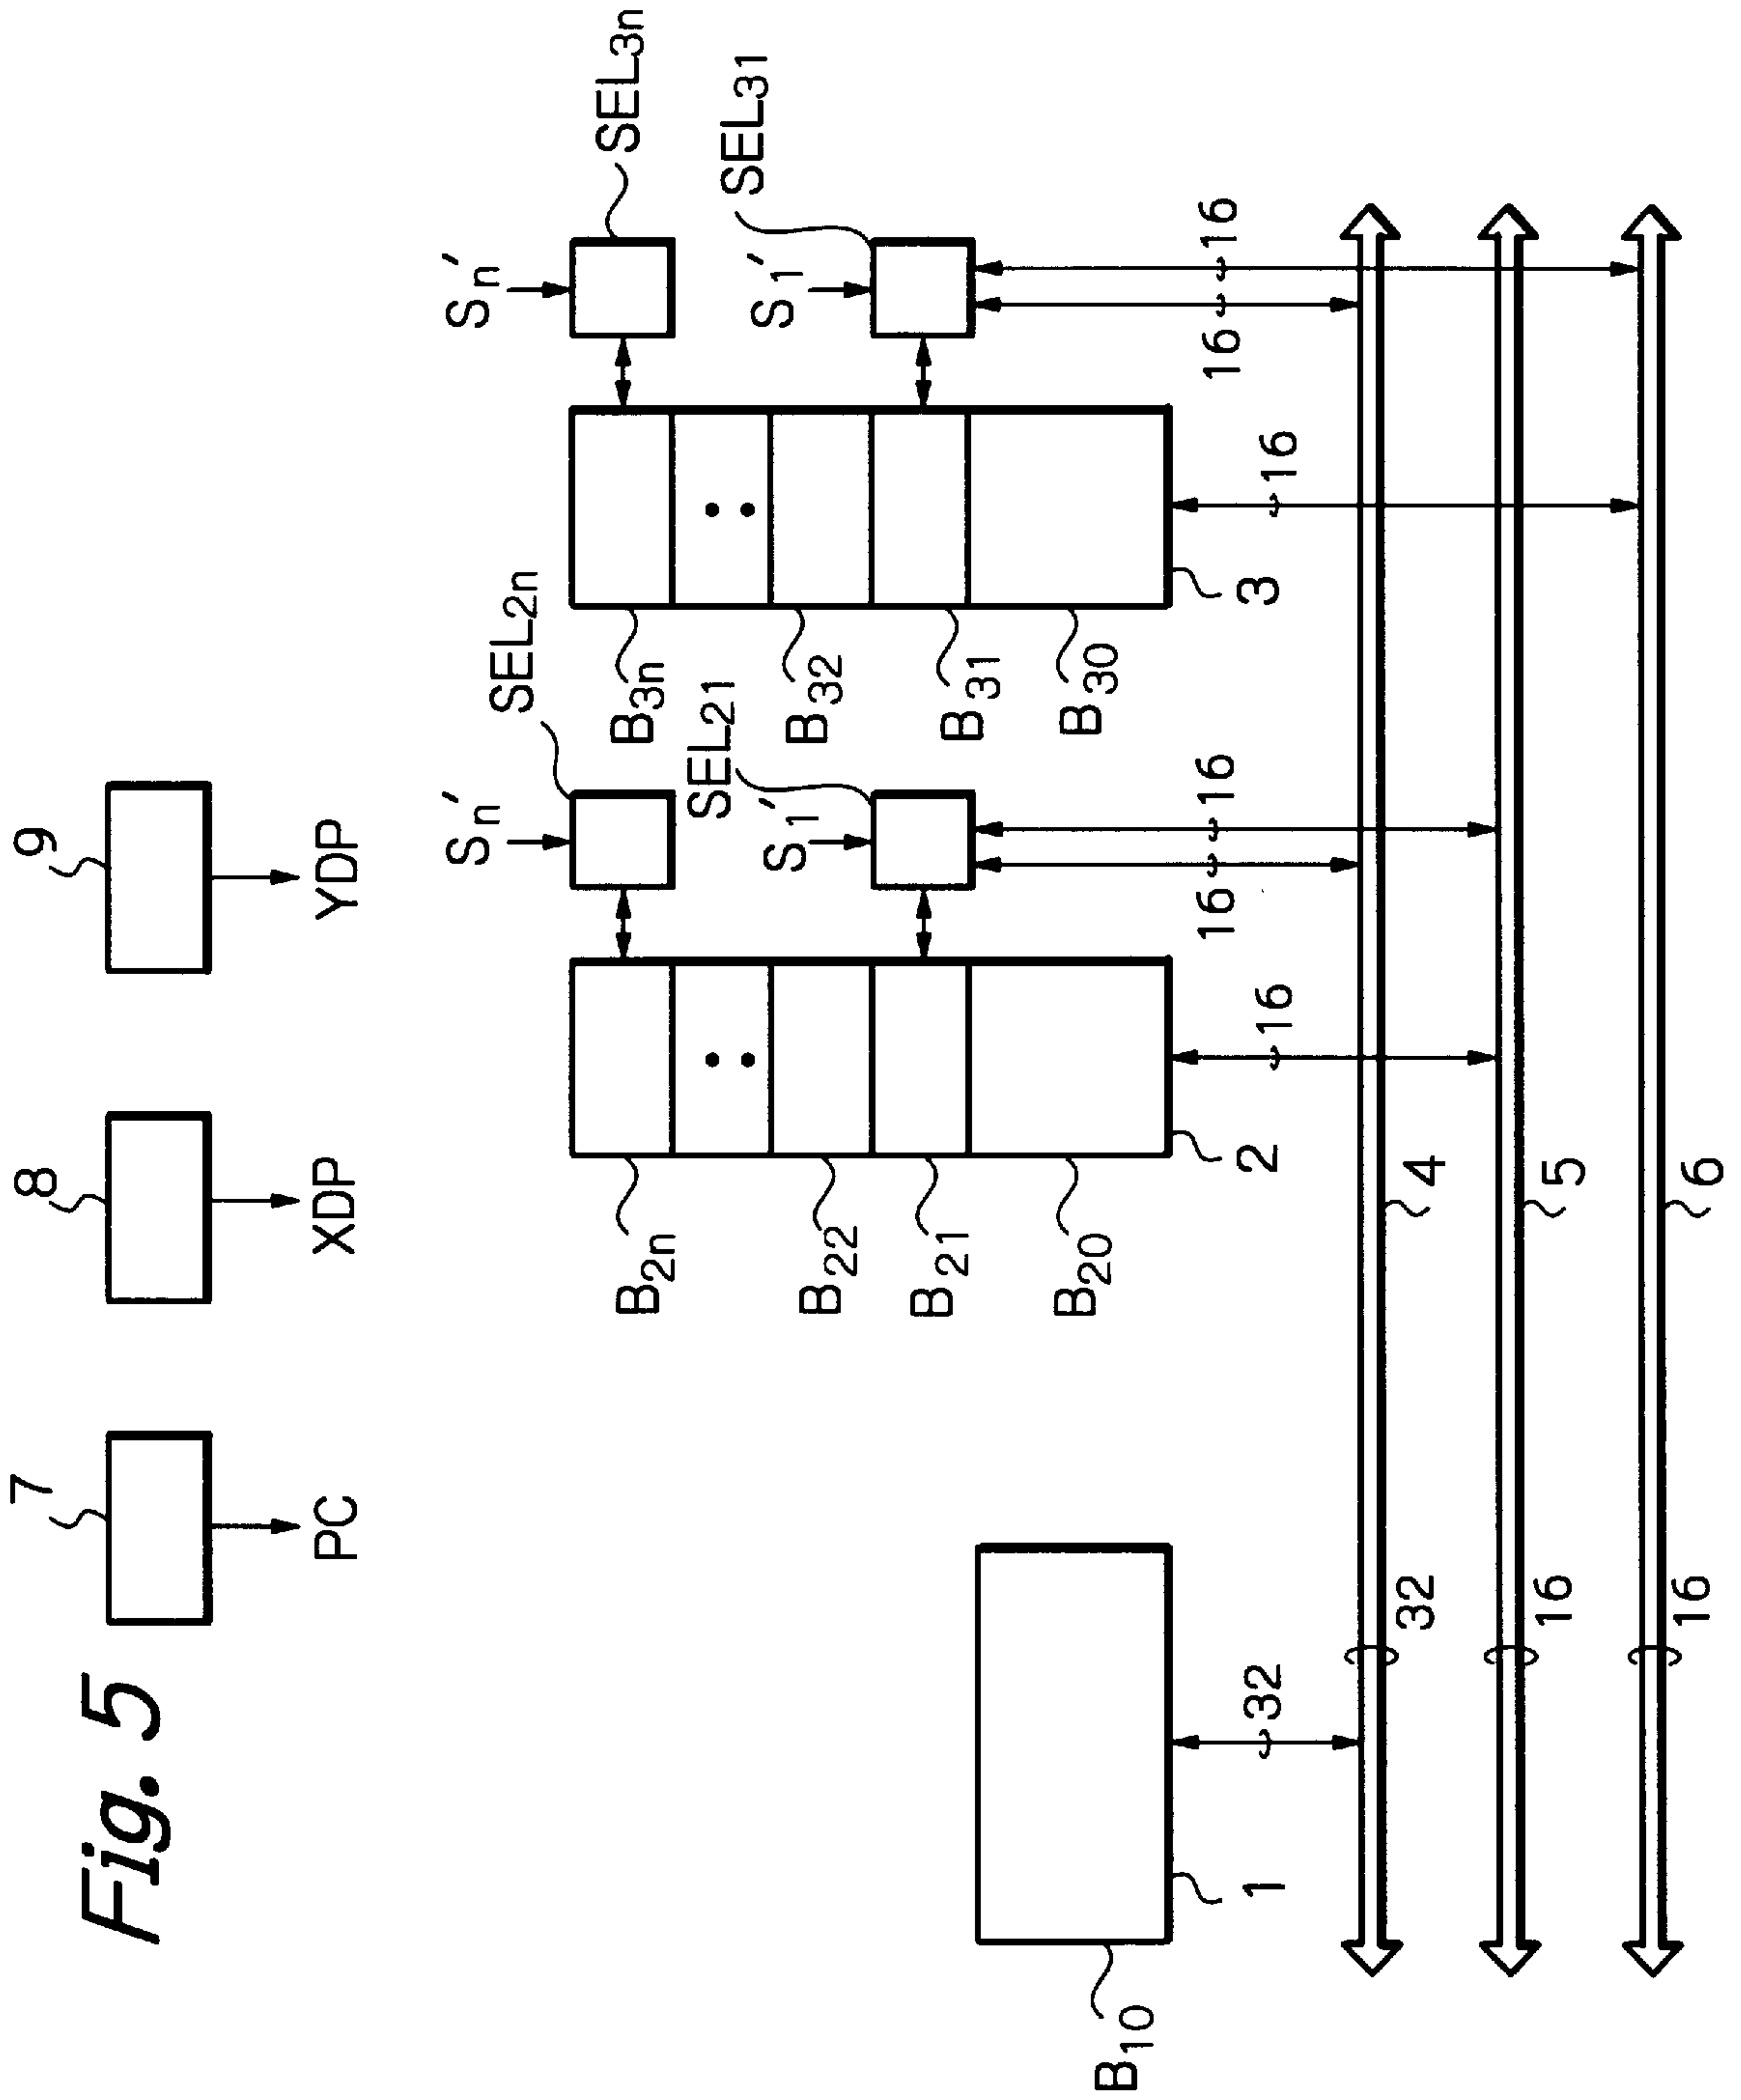 Fig. 5
7
8
9
PC
XDP
YDP
Sn'
SEL2n
Sn'
SEL3n
S1'
SEL21
S1'
SEL31
B2n
B22
B21
B20
B3n
B32
B31
B30
B10
1
2
3
32
16
16
16
16
16
16
32
4
16
5
16
6